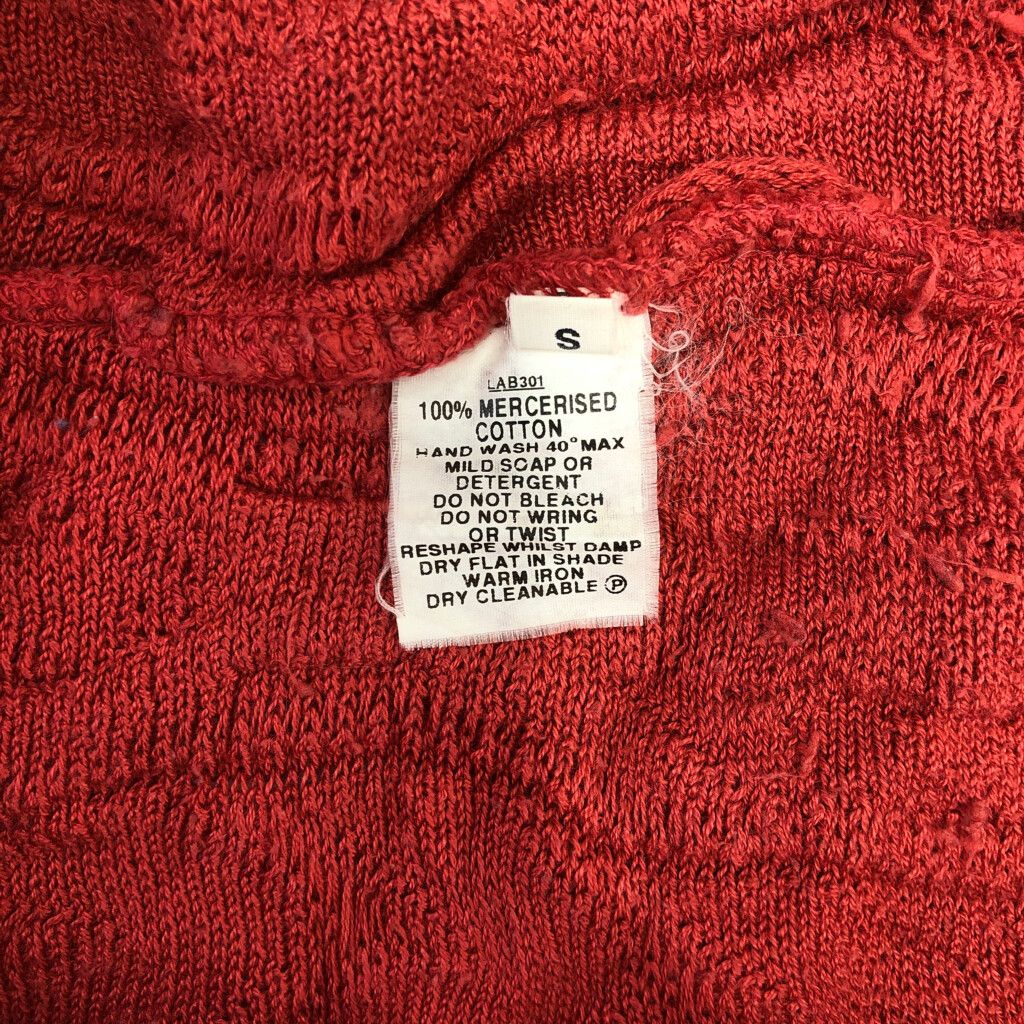 S
LAB301
100% MERCERISED
COTTON
HAND WASH 40° MAX
MILD SOAP OR
DETERGENT
DO NOT BLEACH
DO NOT WRING
OR TWIST
RESHAPE WHILST DAMP
DRY FLAT IN SHADE
WARM IRON
DRY CLEANABLE Ⓟ